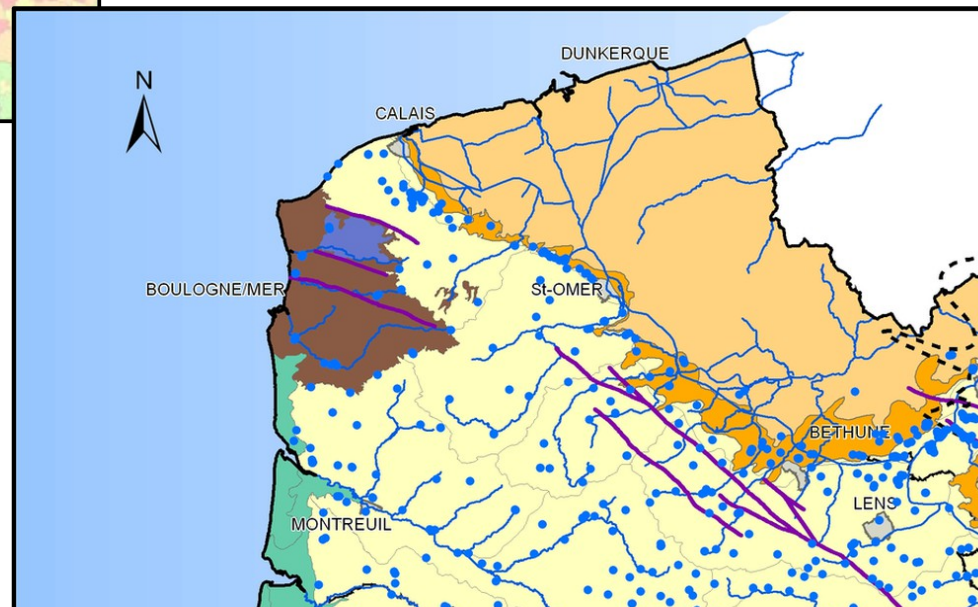 DUNKERQUE
N
CALAIS
BOULOGNE/MER
St-OMER
BETHUNE
LENS
MONTREUIL